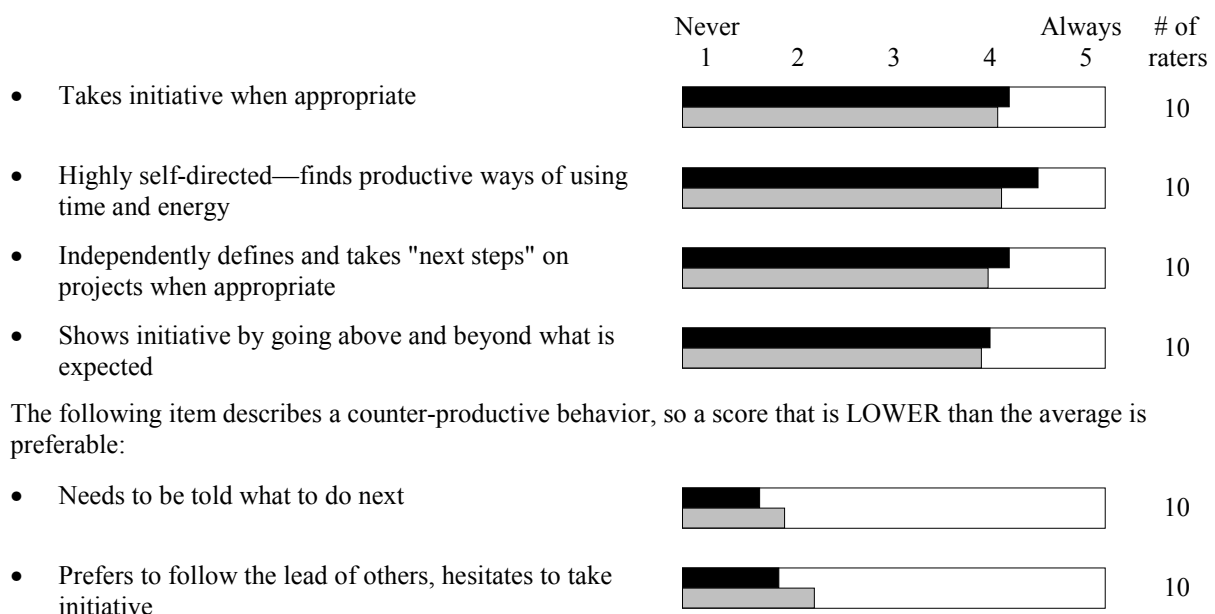 Never Always # of
1 2 3 4 5 raters
• Takes initiative when appropriate 10
• Highly self-directed—finds productive ways of using
time and energy 10
• Independently defines and takes "next steps" on
projects when appropriate 10
• Shows initiative by going above and beyond what is
expected 10
The following item describes a counter-productive behavior, so a score that is LOWER than the average is
preferable:
• Needs to be told what to do next 10
• Prefers to follow the lead of others, hesitates to take
initiative 10